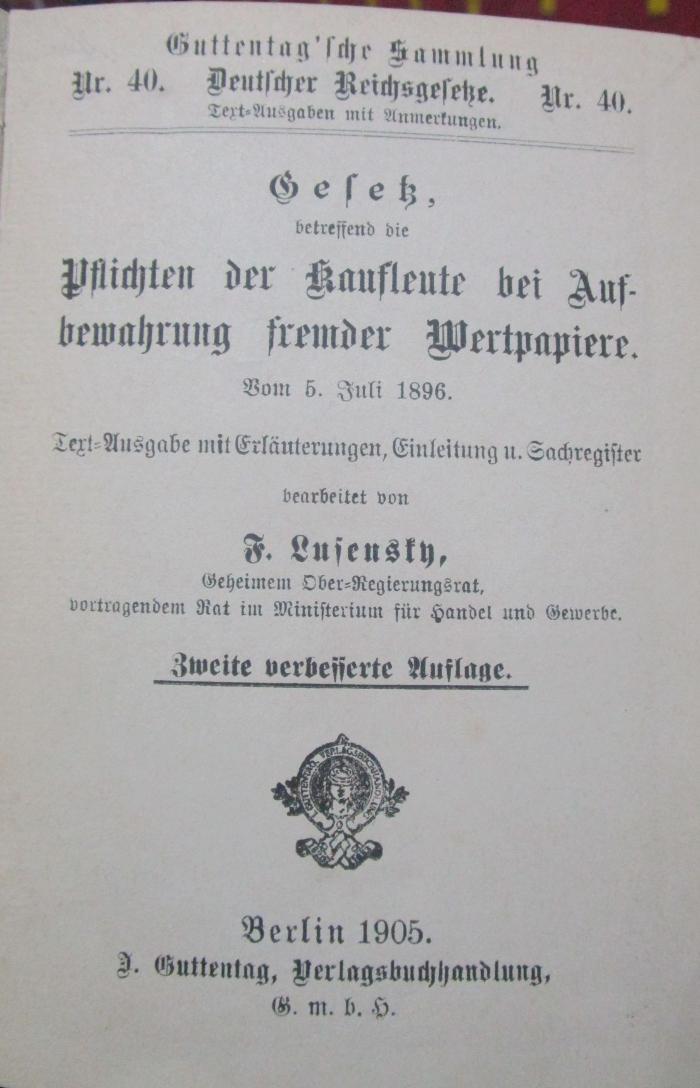 Guttentag'sche Sammlung
Nr. 40. Deutscher Reichsgesetze. Nr. 40.
Text-Ausgaben mit Anmerkungen.
Gesetz,
betreffend die
Pflichten der Kaufleute bei Auf-
bewahrung fremder Wertpapiere.
Vom 5. Juli 1896.
Text-Ausgabe mit Erläuterungen, Einleitung u. Sachregister
bearbeitet von
F. Lusensky,
Geheimem Ober-Regierungsrat,
vortragendem Rat im Ministerium für Handel und Gewerbe.
Zweite verbesserte Auflage.
J. GUTTENTAG, VERLAGSBUCHHANDLUNG
Berlin 1905.
J. Guttentag, Verlagsbuchhandlung,
G. m. b. H.